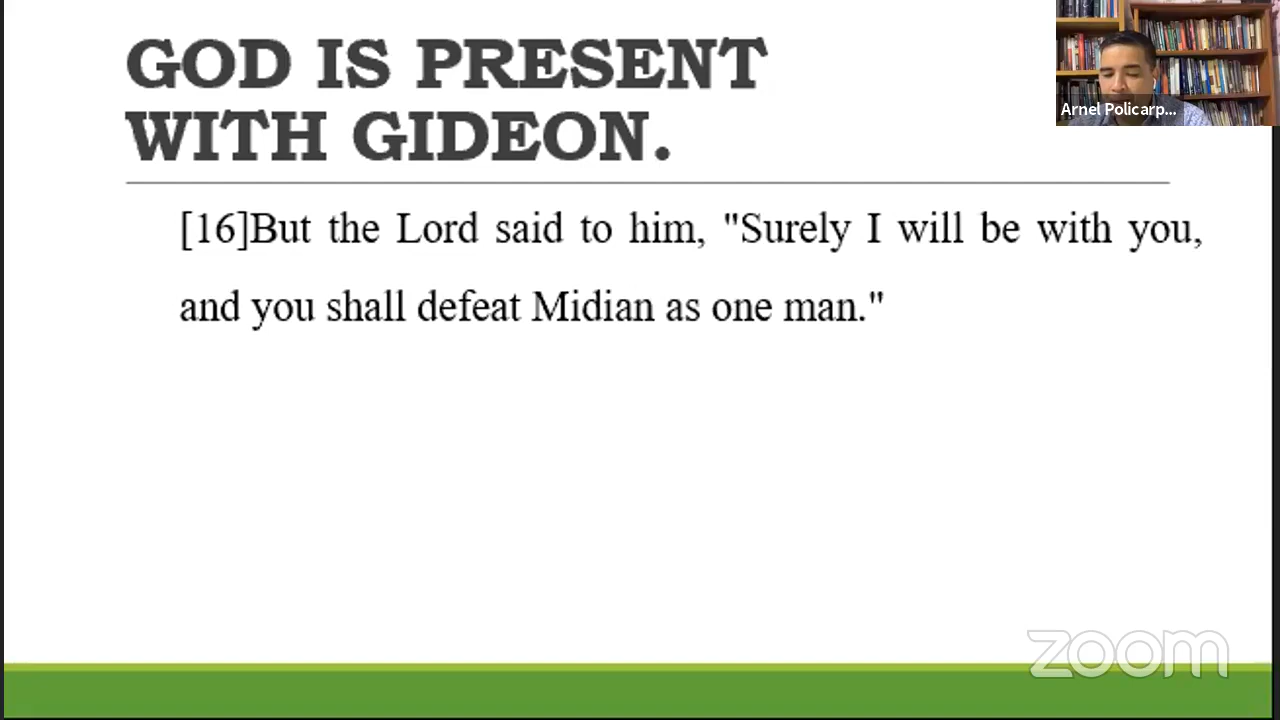 GOD IS PRESENT
WITH GIDEON.
Arnel Policarp...
[16]But the Lord said to him, "Surely I will be with you,
and you shall defeat Midian as one man."
zoom